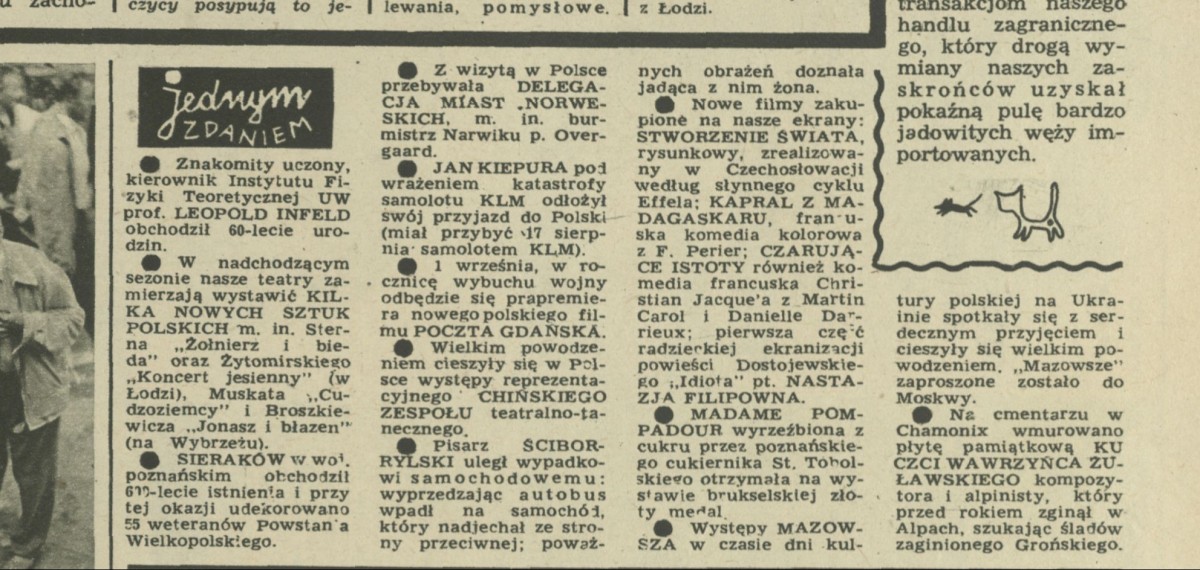 czycy posypują to je-
lewania, pomysłowe.
z Łodzi.
transakcjom naszego
handlu zagraniczne-
go, który drogą wy-
miany naszych za-
skrońców uzyskał
pokaźną pulę bardzo
jadowitych węży im-
portowanych.
jednym
ZDANIEM
● Znakomity uczony,
kierownik Instytutu Fi-
zyki Teoretycznej UW
prof. LEOPOLD INFELD
obchodził 60-lecie uro-
dzin.
● W nadchodzącym
sezonie nasze teatry za-
mierzają wystawić KIL-
KA NOWYCH SZTUK
POLSKICH m. in. Ster-
na „Żołnierz i bie-
da" oraz Żytomirskiego
„Koncert jesienny" (w
Łodzi), Muskata „Cu-
dzoziemcy" i Broszkie-
wicza „Jonasz i błazen"
(na Wybrzeżu).
● SIERAKÓW w woj.
poznańskim obchodził
600-lecie istnienia i przy
tej okazji udekorowano
55 weteranów Powstania
Wielkopolskiego.
● Z wizytą w Polsce
przebywała DELEGA-
CJA MIAST NORWE-
SKICH, m. in. bur-
mistrz Narwiku p. Over-
gaard.
● JAN KIEPURA pod
wrażeniem katastrofy
samolotu KLM odłożył
swój przyjazd do Polski
(miał przybyć 17 sierp-
nia samolotem KLM).
● 1 września, w ro-
cznicę wybuchu wojny
odbędzie się prapremie-
ra nowego polskiego fil-
mu POCZTA GDAŃSKA.
● Wielkim powodze-
niem cieszyły się w Pol-
sce występy reprezenta-
cyjnego CHIŃSKIEGO
ZESPOŁU teatralno-ta-
necznego.
● Pisarz ŚCIBOR-
RYLSKI uległ wypadko-
wi samochodowemu:
wyprzedzając autobus
wpadł na samochód,
który nadjechał ze stro-
ny przeciwnej; poważ-
nych obrażeń doznała
jadąca z nim żona.
● Nowe filmy zaku-
pione na nasze ekrany:
STWORZENIE ŚWIATA,
rysunkowy, zrealizowa-
ny w Czechosłowacji
według słynnego cyklu
Effela; KAPRAL Z MA-
DAGASKARU, francu-
ska komedia kolorowa
z F. Perier; CZARUJĄ-
CE ISTOTY również ko-
media francuska Chri-
stian Jacque'a z Martin
Carol i Danielle Dar-
rieux; pierwsza część
radzieckiej ekranizacji
powieści Dostojewskie-
go „Idiota" pt. NASTA-
ZJA FILIPOWNA.
● MADAME POM-
PADOUR wyrzeźbiona z
cukru przez poznańskie-
go cukiernika St. Tobol-
skiego otrzymała na wy-
stawie brukselskiej zło-
ty medal.
● Występy MAZOW-
SZA w czasie dni kul-
tury polskiej na Ukra-
inie spotkały się z ser-
decznym przyjęciem i
cieszyły się wielkim po-
wodzeniem. „Mazowsze"
zaproszone zostało do
Moskwy.
● Na cmentarzu w
Chamonix wmurowano
płytę pamiątkową KU
CZCI WAWRZYŃCA ŻU-
ŁAWSKIEGO kompozy-
tora i alpinisty, który
przed rokiem zginął w
Alpach, szukając śladów
zaginionego Grońskiego.